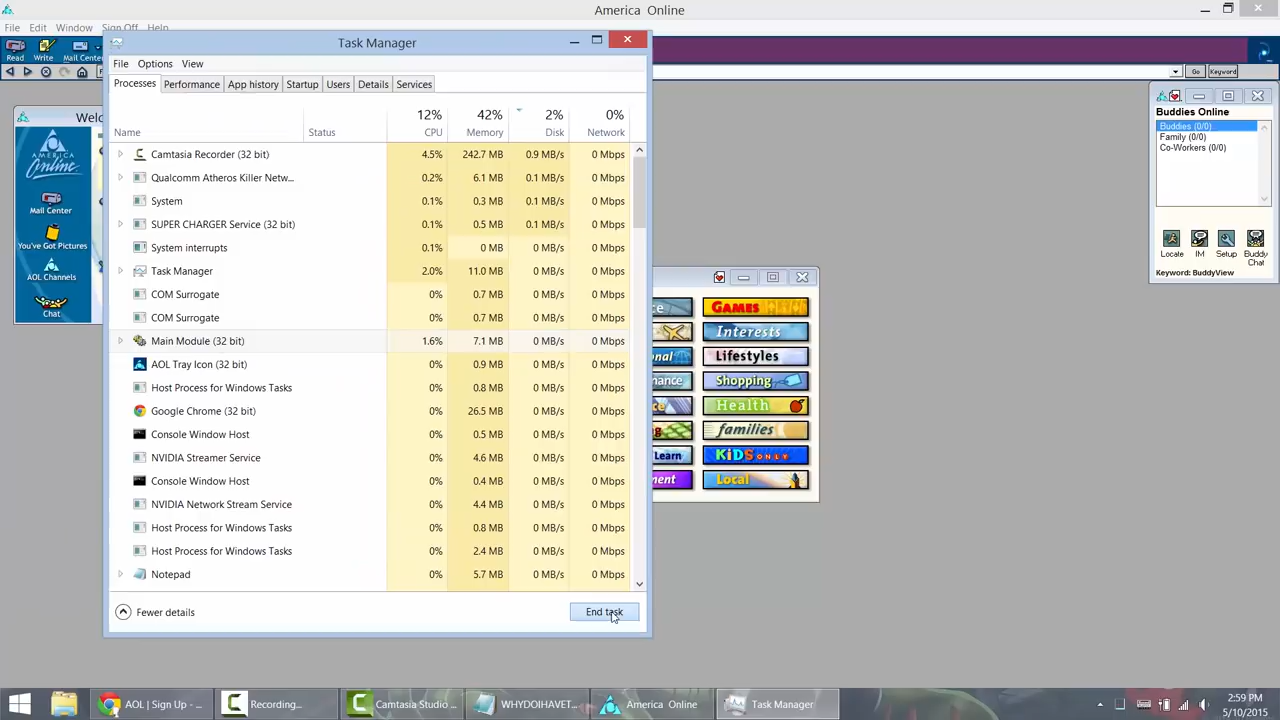 America Online
File Edit Window Sign Off Help
Read Write Mail Center
Go Keyword
Task Manager
File Options View
Processes Performance App history Startup Users Details Services
12% 42% 2% 0%
Name Status CPU Memory Disk Network
Camtasia Recorder (32 bit) 4.5% 242.7 MB 0.9 MB/s 0 Mbps
Qualcomm Atheros Killer Netw... 0.2% 6.1 MB 0.1 MB/s 0 Mbps
System 0.1% 0.3 MB 0.1 MB/s 0 Mbps
SUPER CHARGER Service (32 bit) 0.1% 0.5 MB 0.1 MB/s 0 Mbps
System interrupts 0.1% 0 MB 0 MB/s 0 Mbps
Task Manager 2.0% 11.0 MB 0 MB/s 0 Mbps
COM Surrogate 0% 0.7 MB 0 MB/s 0 Mbps
COM Surrogate 0% 0.7 MB 0 MB/s 0 Mbps
Main Module (32 bit) 1.6% 7.1 MB 0 MB/s 0 Mbps
AOL Tray Icon (32 bit) 0% 0.9 MB 0 MB/s 0 Mbps
Host Process for Windows Tasks 0% 0.8 MB 0 MB/s 0 Mbps
Google Chrome (32 bit) 0% 26.5 MB 0 MB/s 0 Mbps
Console Window Host 0% 0.5 MB 0 MB/s 0 Mbps
NVIDIA Streamer Service 0% 4.6 MB 0 MB/s 0 Mbps
Console Window Host 0% 0.4 MB 0 MB/s 0 Mbps
NVIDIA Network Stream Service 0% 4.4 MB 0 MB/s 0 Mbps
Host Process for Windows Tasks 0% 0.8 MB 0 MB/s 0 Mbps
Host Process for Windows Tasks 0% 2.4 MB 0 MB/s 0 Mbps
Notepad 0% 5.7 MB 0 MB/s 0 Mbps
Fewer details End task
Welc
AMERICA
Online
Mail Center
You've Got Pictures
AOL Channels
Chat
ce GAMES
Interests
onal Lifestyles
nance Shopping
ce Health
g families
Learn KiDS ONLY
ment Local
Buddies Online
Buddies (0/0)
Family (0/0)
Co-Workers (0/0)
Locate IM Setup Buddy Chat
Keyword: BuddyView
AOL | Sign Up - ... Recording... Camtasia Studio ... WHYDOIHAVET... America Online Task Manager
2:59 PM
5/10/2015